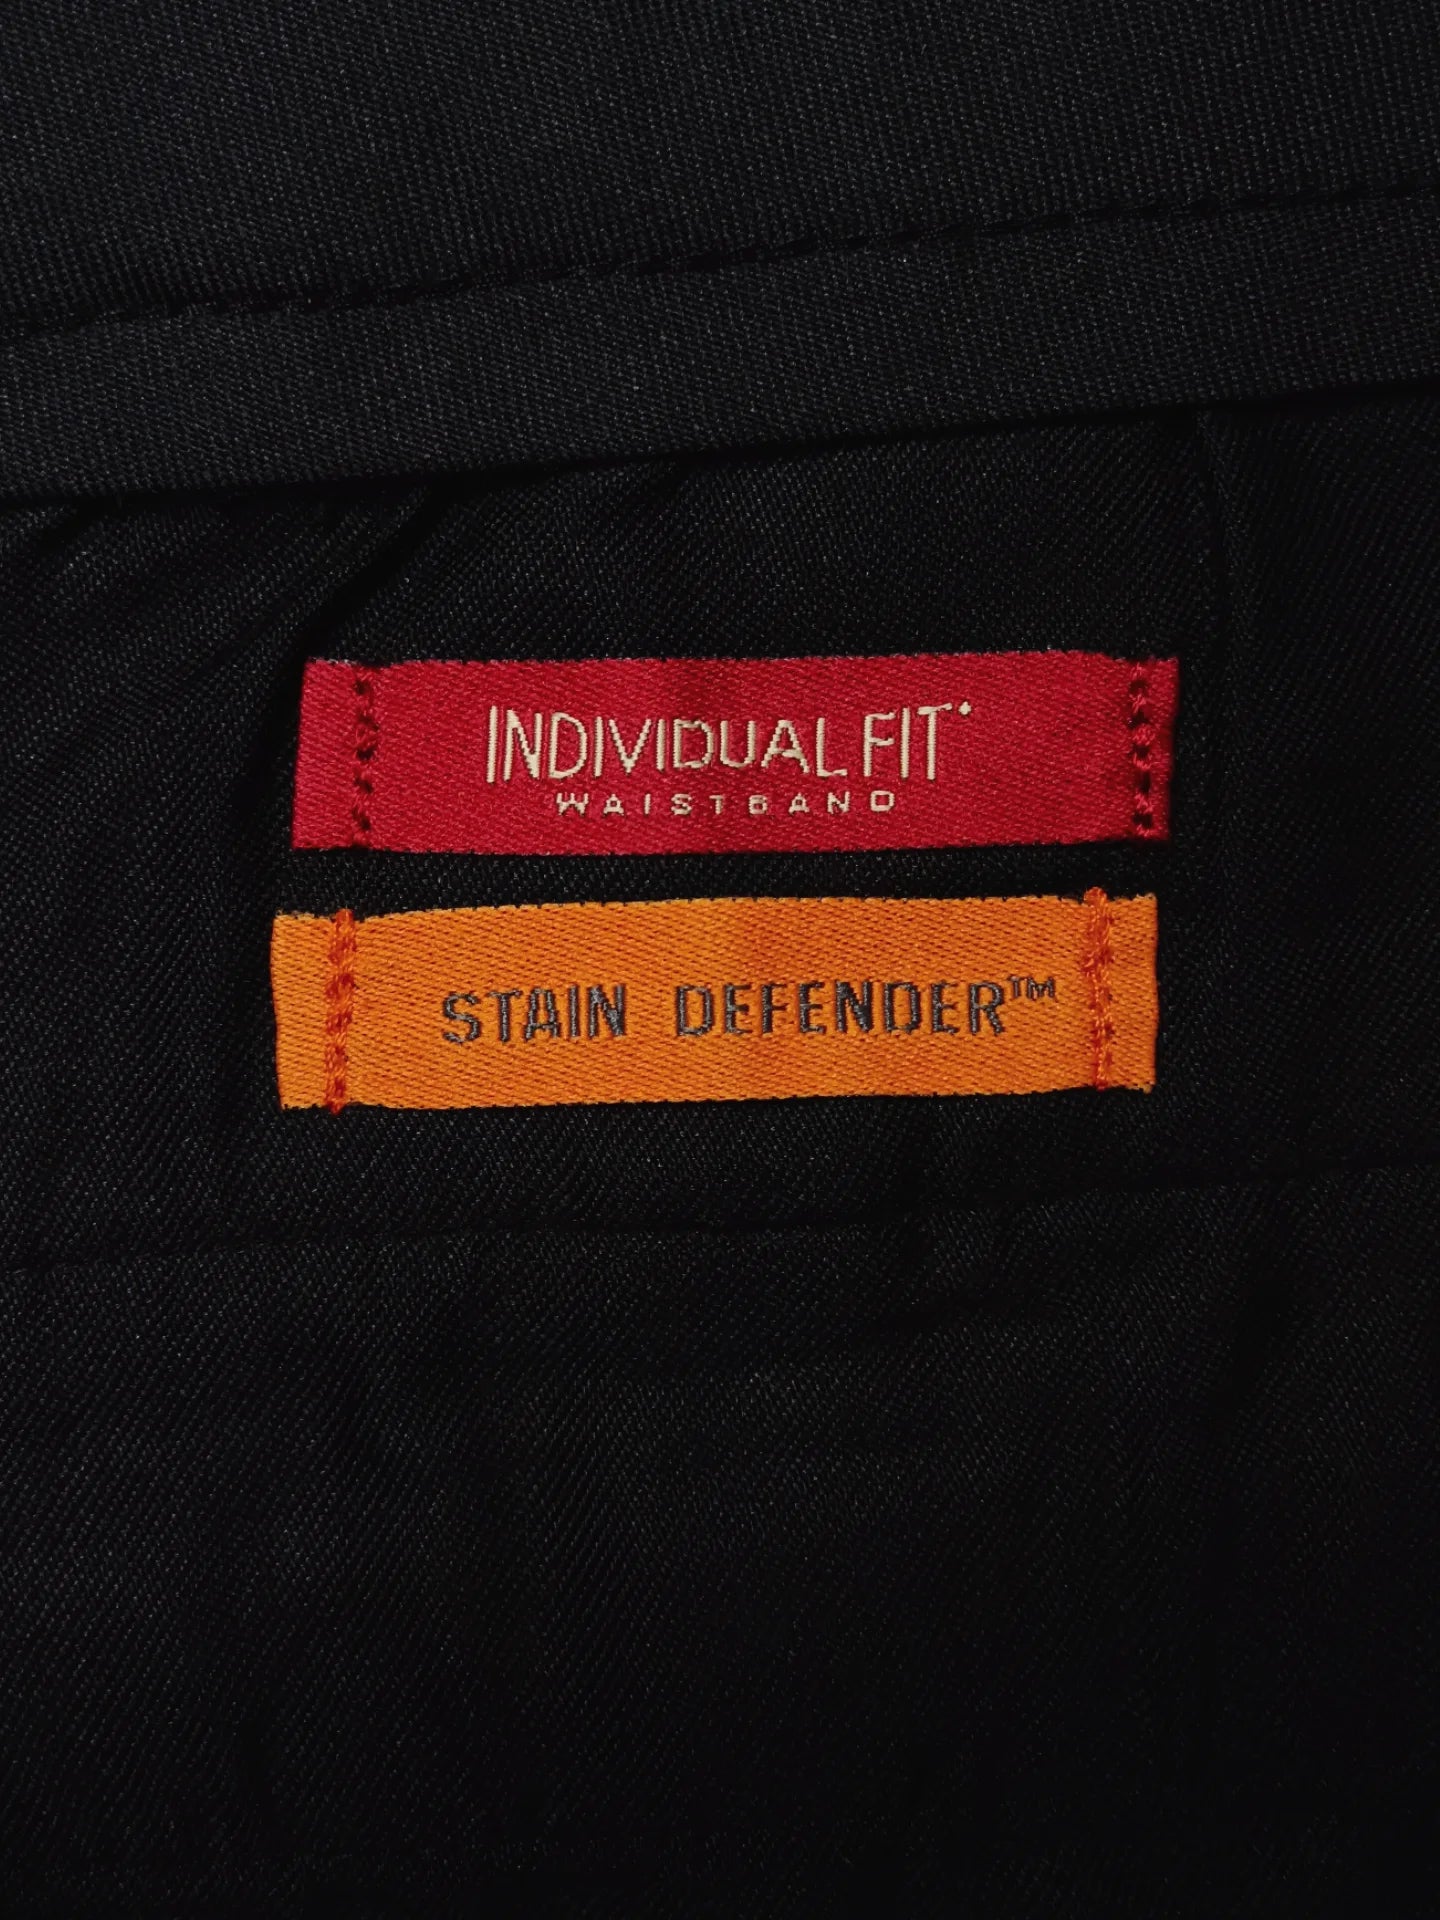 INDIVIDUAL FIT
WAISTBAND
STAIN DEFENDER™